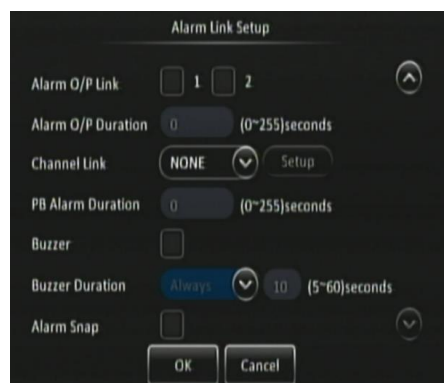 Alarm Link Setup
Alarm O/P Link 1 2
Alarm O/P Duration 0 (0~255)seconds
Channel Link NONE Setup
PB Alarm Duration 0 (0~255)seconds
Buzzer
Buzzer Duration Always 10 (5~60)seconds
Alarm Snap
OK Cancel